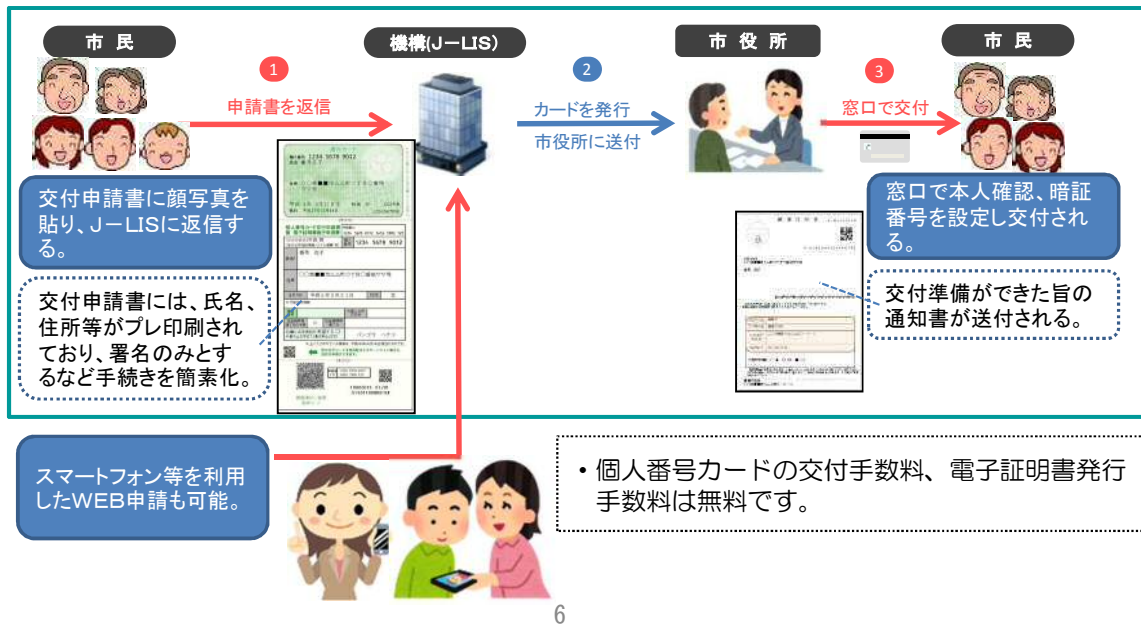 市 民
機構(J－LIS)
市 役 所
市 民
1
申請書を返信
2
カードを発行
市役所に送付
3
窓口で交付
交付申請書に顔写真を
貼り、J－LISに返信す
る。
交付申請書には、氏名、
住所等がプレ印刷され
ており、署名のみとす
るなど手続きを簡素化。
1234 5678 9012
1234 5678 9012
窓口で本人確認、暗証
番号を設定し交付され
る。
交付準備ができた旨の
通知書が送付される。
スマートフォン等を利用
したWEB申請も可能。
・個人番号カードの交付手数料、電子証明書発行
手数料は無料です。
6